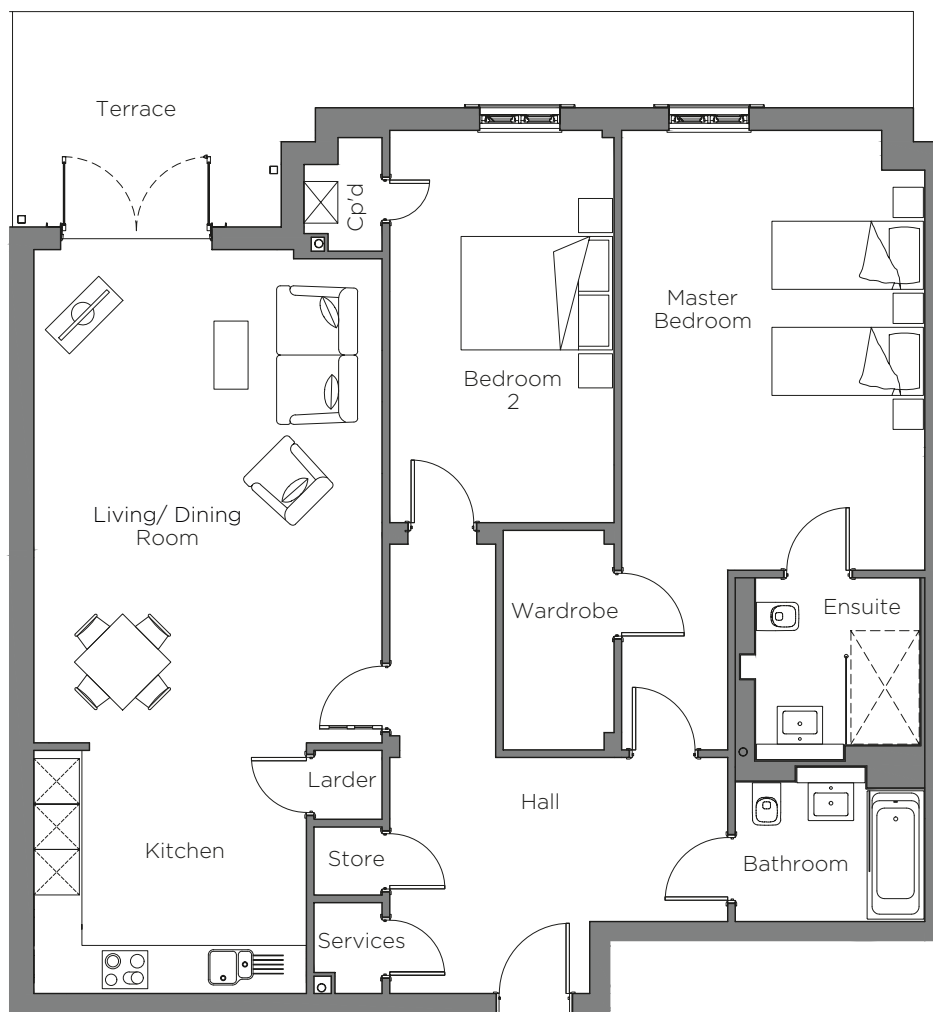 Terrace
Cp'd
Master
Bedroom
Bedroom
2
Living/ Dining
Room
Wardrobe
Ensuite
Larder
Hall
Kitchen
Store
Bathroom
Services